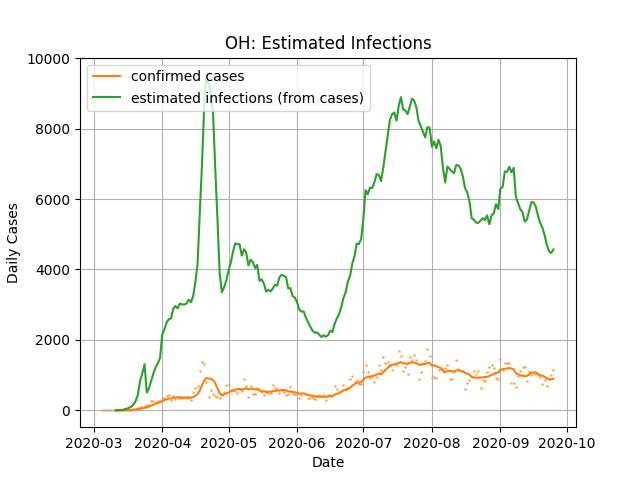 OH: Estimated Infections
confirmed cases
estimated infections (from cases)
Daily Cases
10000
8000
6000
4000
2000
0
2020-03 2020-04 2020-05 2020-06 2020-07 2020-08 2020-09 2020-10
Date